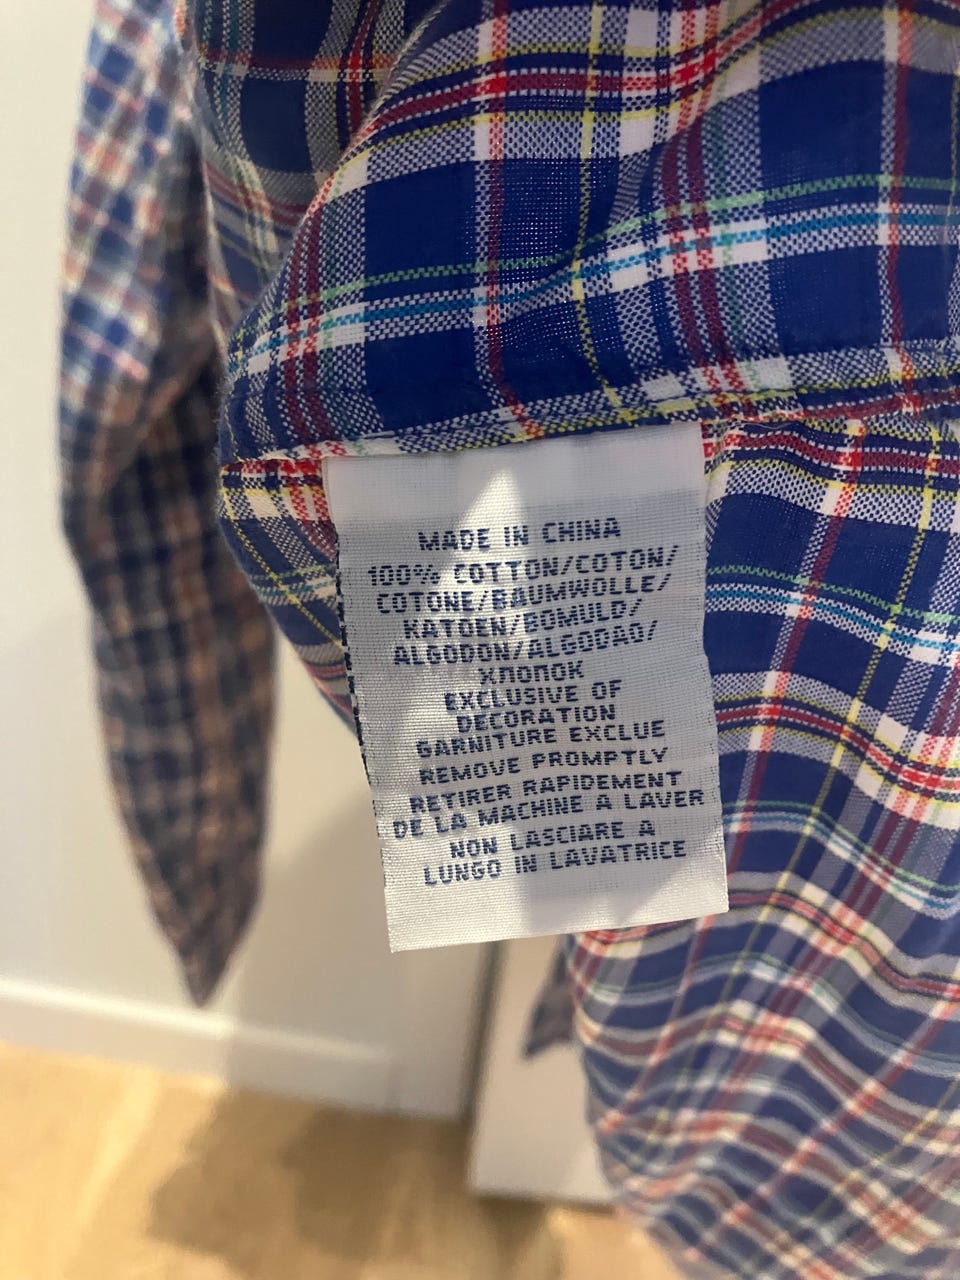 MADE IN CHINA
100% COTTON/COTON/
COTONE/BAUMWOLLE/
KATOEN/BOMULD/
ALGODON/ALGODAO/
ХЛОПОК
EXCLUSIVE OF
DECORATION
GARNITURE EXCLUE
REMOVE PROMPTLY
RETIRER RAPIDEMENT
DE LA MACHINE A LAVER
NON LASCIARE A
LUNGO IN LAVATRICE